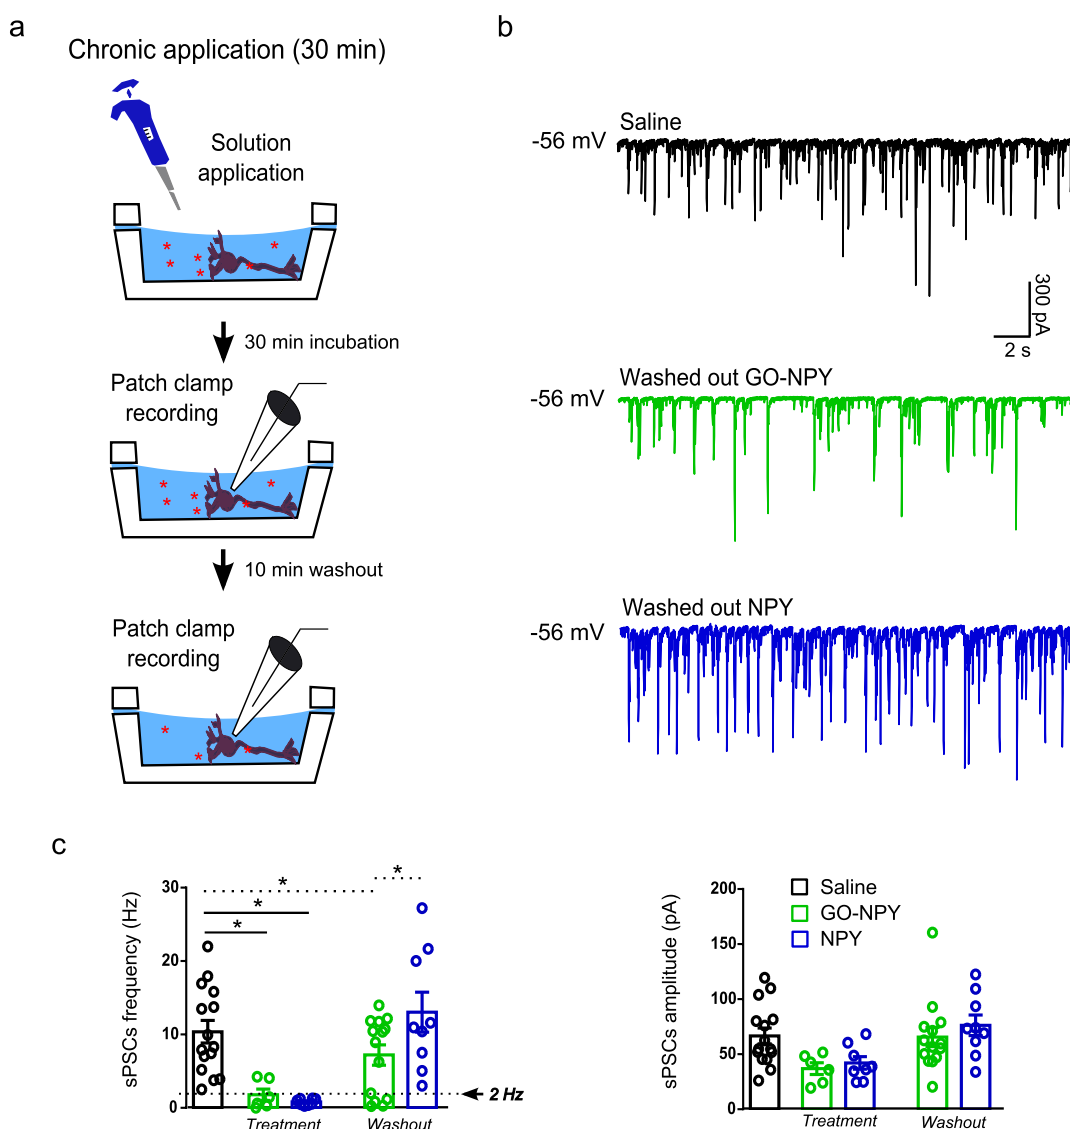 a
Chronic application (30 min)
Solution
application
30 min incubation
Patch clamp
recording
10 min washout
Patch clamp
recording
b
Saline
-56 mV
300 pA
2 s
Washed out GO-NPY
-56 mV
Washed out NPY
-56 mV
c
sPSCs frequency (Hz)
30
20
10
0
*
*
*
*
2 Hz
Treatment
Washout
sPSCs amplitude (pA)
200
150
100
50
0
Saline
GO-NPY
NPY
Treatment
Washout